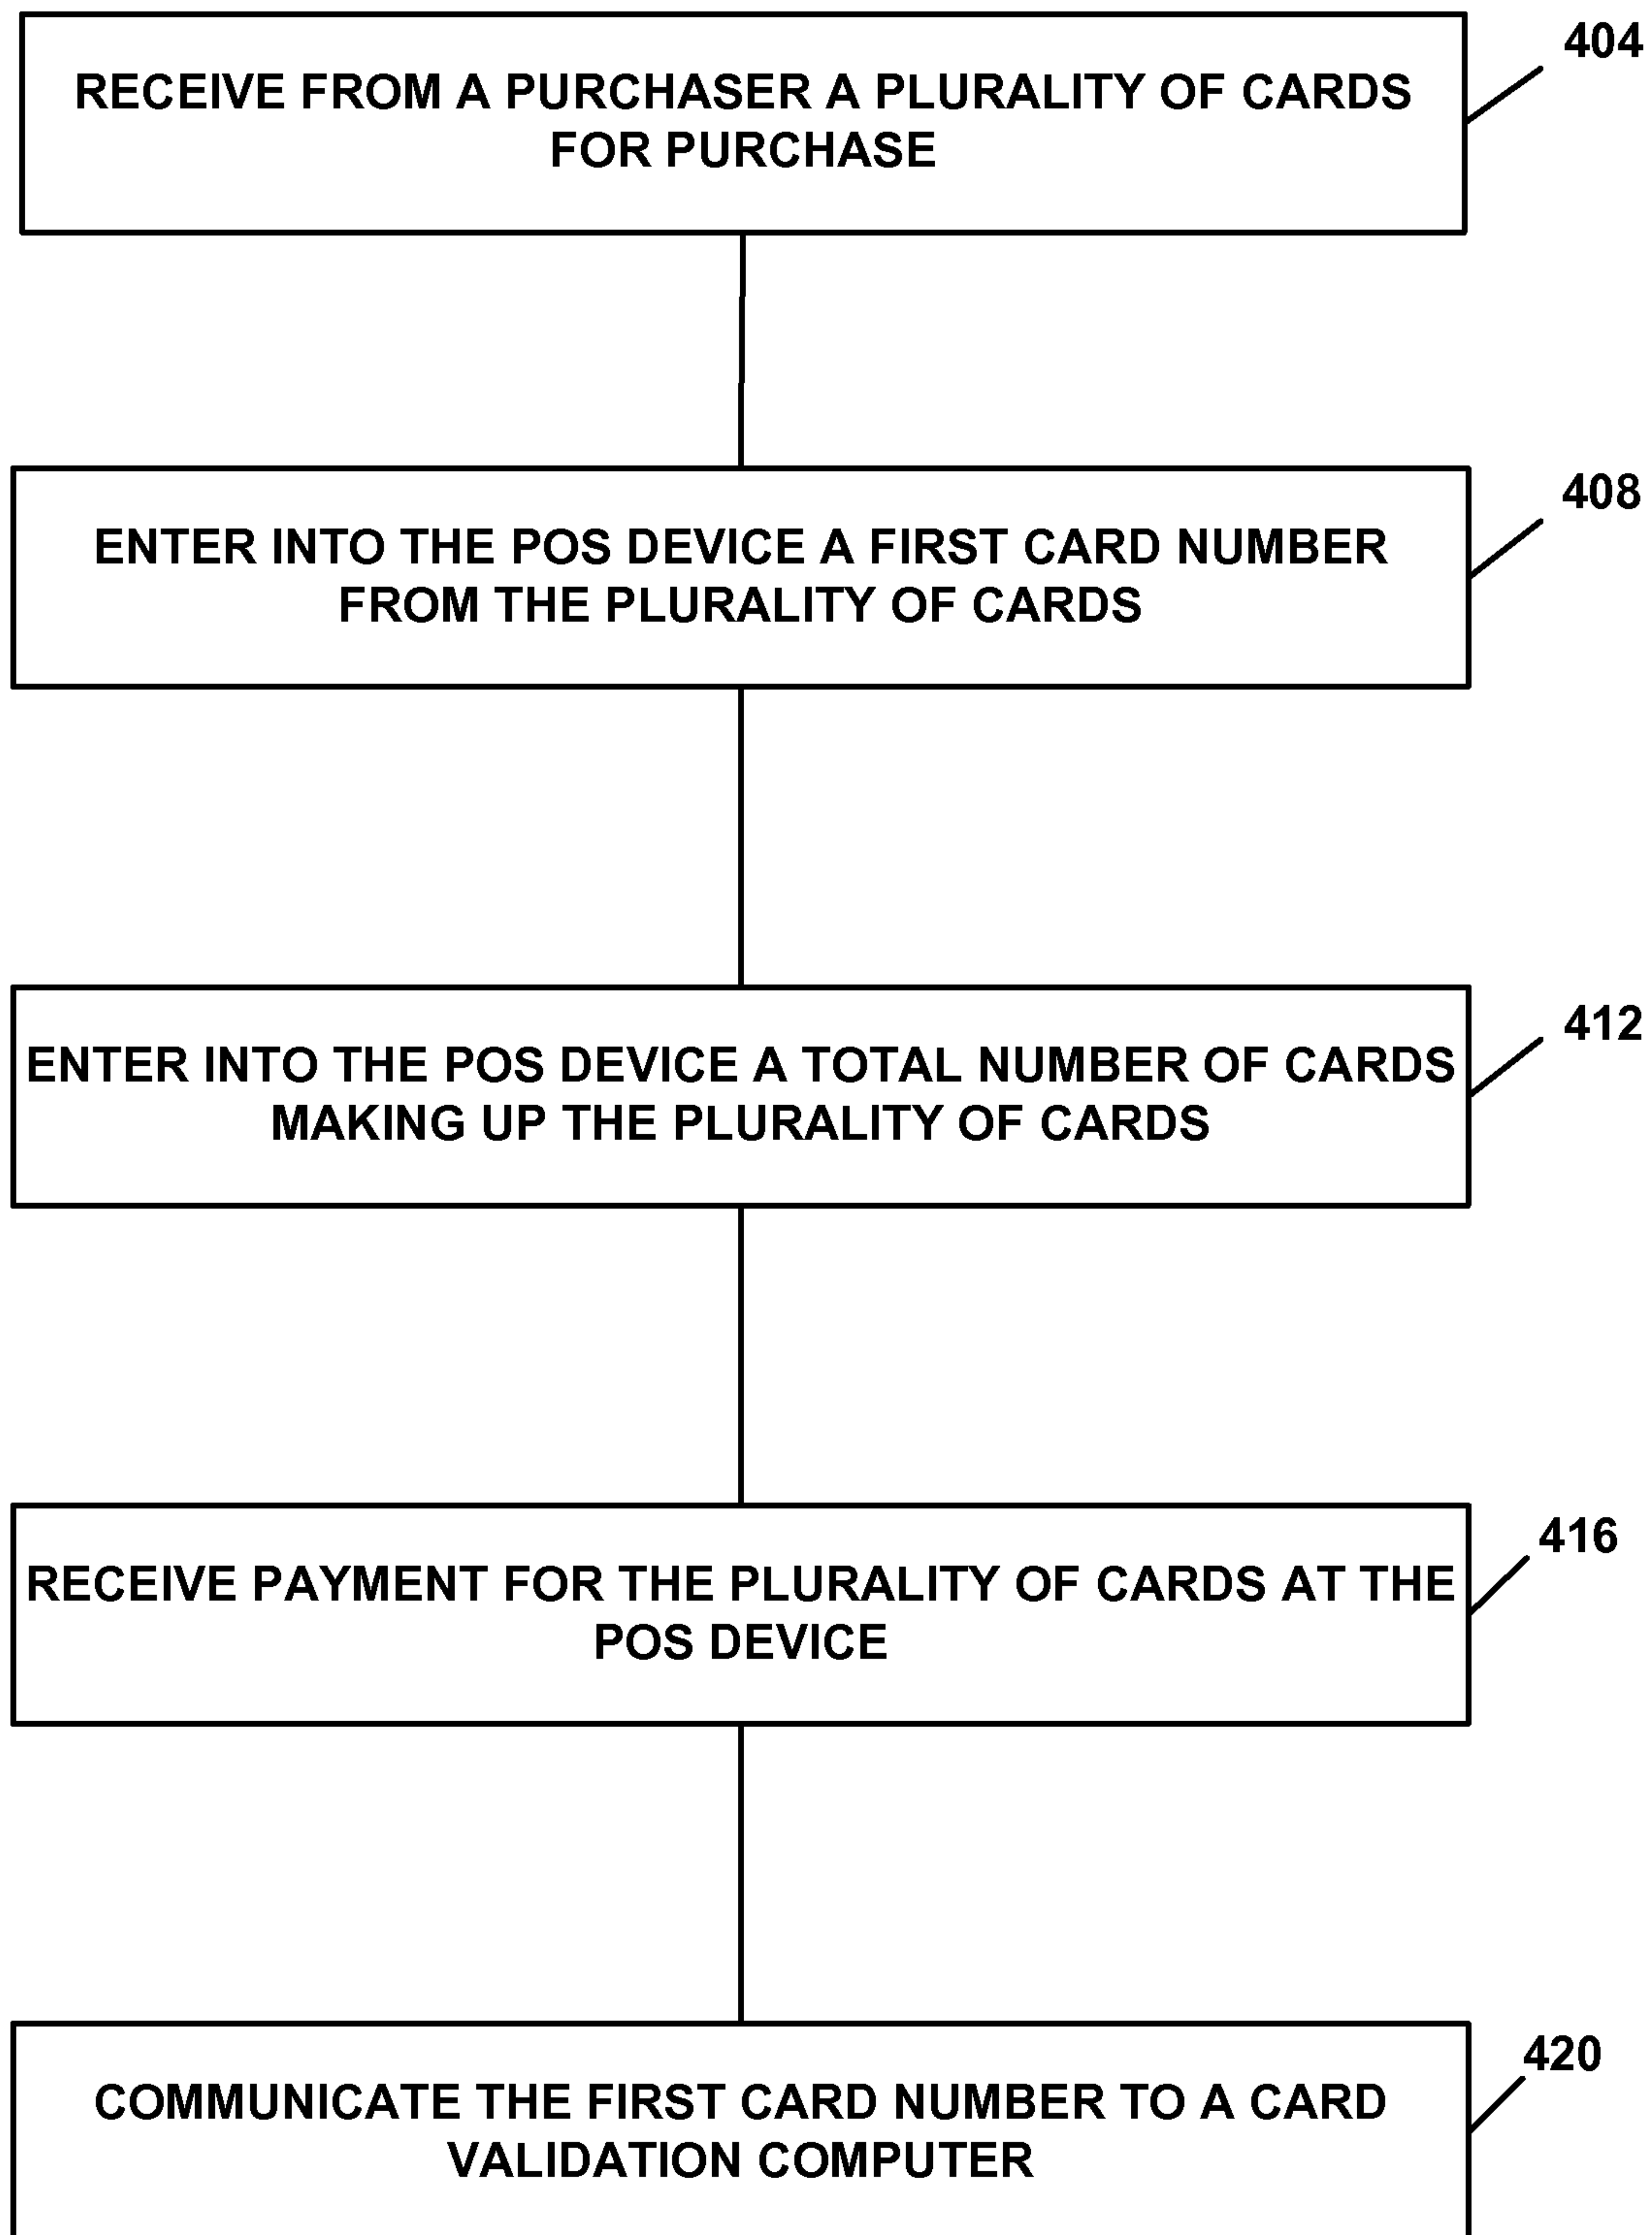 404
RECEIVE FROM A PURCHASER A PLURALITY OF CARDS
FOR PURCHASE
408
ENTER INTO THE POS DEVICE A FIRST CARD NUMBER
FROM THE PLURALITY OF CARDS
412
ENTER INTO THE POS DEVICE A TOTAL NUMBER OF CARDS
MAKING UP THE PLURALITY OF CARDS
416
RECEIVE PAYMENT FOR THE PLURALITY OF CARDS AT THE
POS DEVICE
420
COMMUNICATE THE FIRST CARD NUMBER TO A CARD
VALIDATION COMPUTER